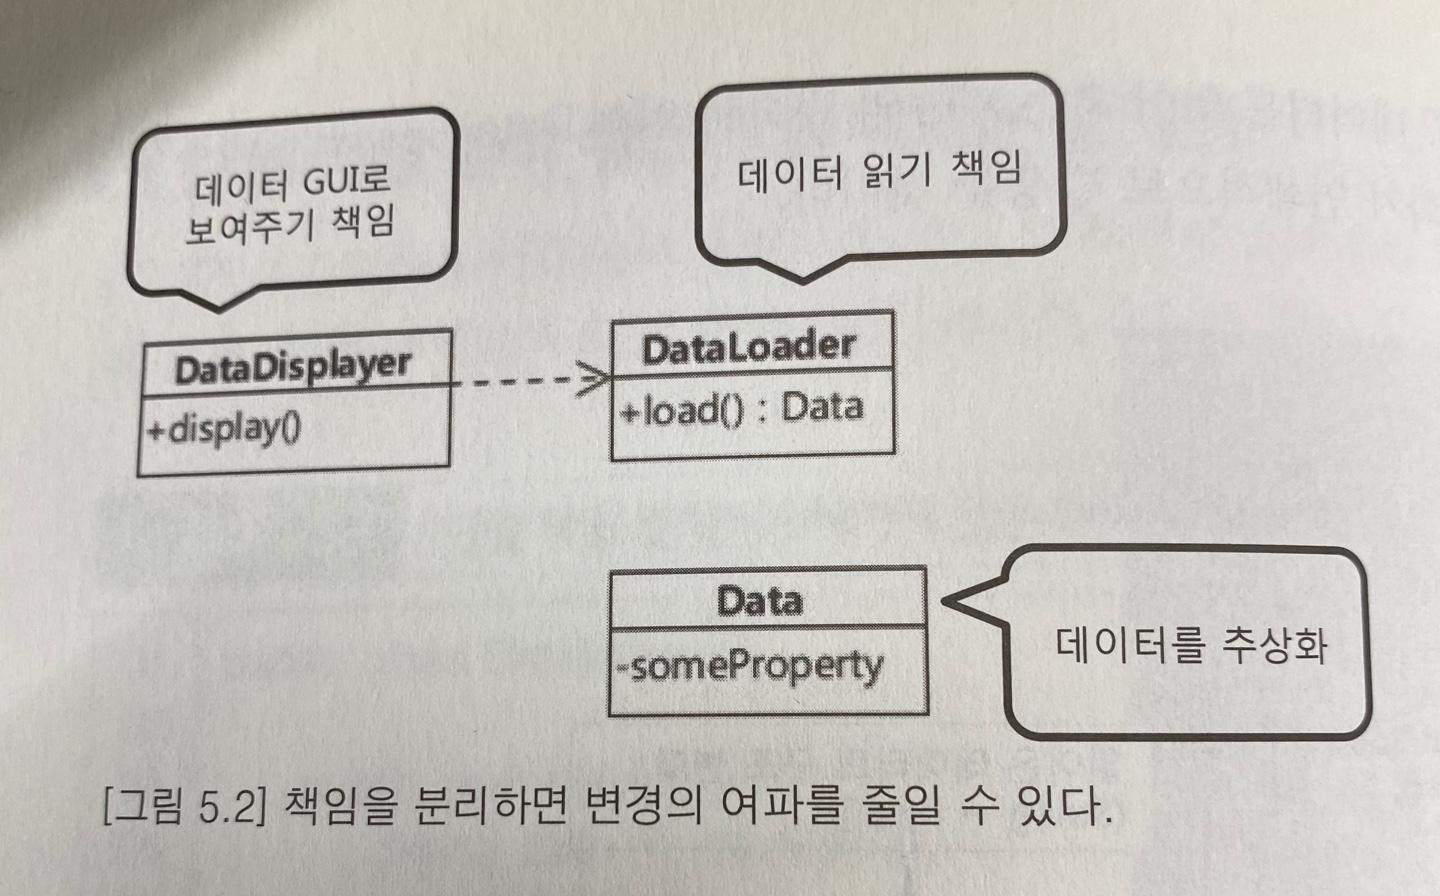 데이터 GUI로
보여주기 책임
데이터 읽기 책임
DataDisplayer
+display()
DataLoader
+load() : Data
Data
-someProperty
데이터를 추상화
[그림 5.2] 책임을 분리하면 변경의 여파를 줄일 수 있다.